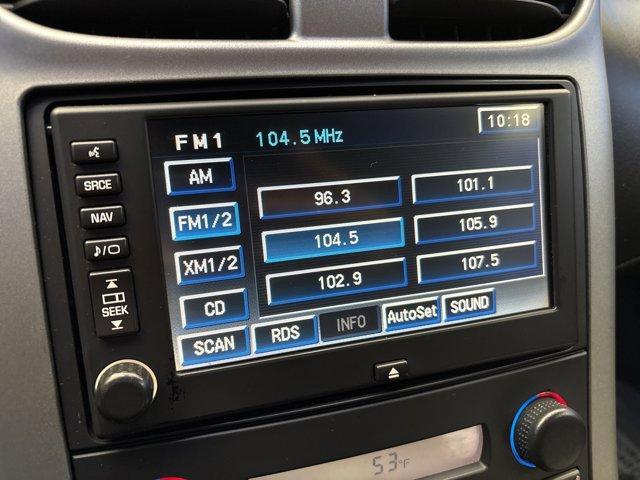 FM1 104.5 MHz 10:18
SRCE
NAV
SEEK
AM
FM1/2
XM1/2
CD
96.3
104.5
102.9
101.1
105.9
107.5
SCAN RDS INFO AutoSet SOUND
53°F